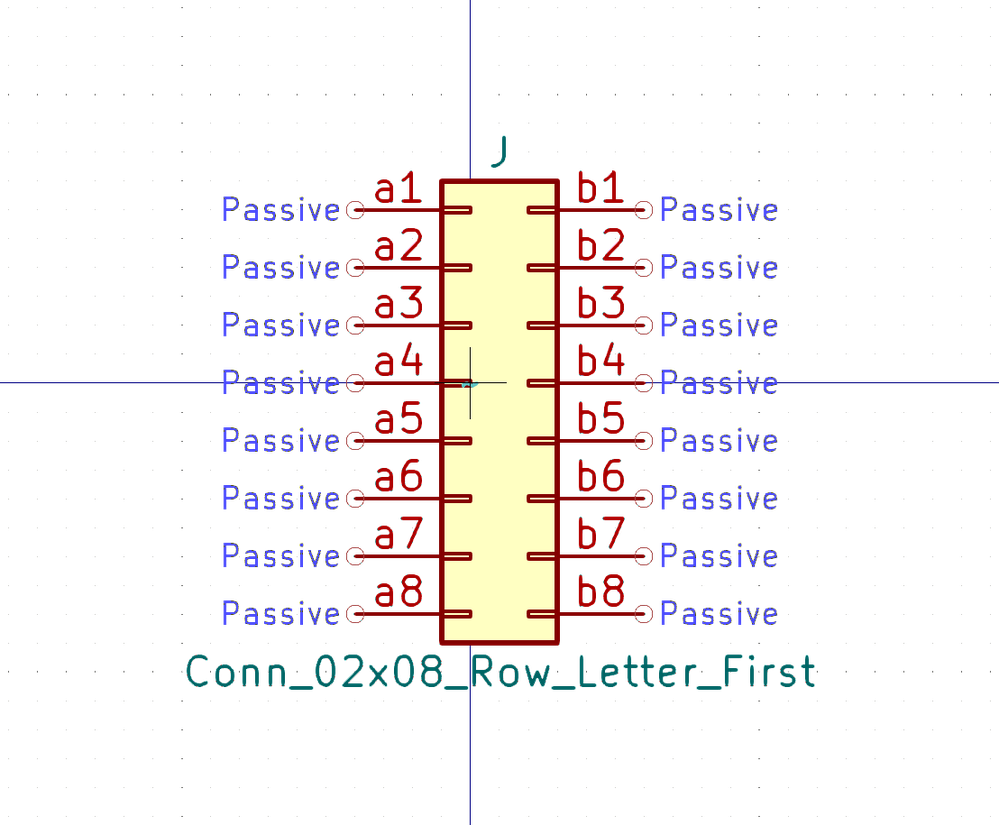 J
Passive a1 b1 Passive
Passive a2 b2 Passive
Passive a3 b3 Passive
Passive a4 b4 Passive
Passive a5 b5 Passive
Passive a6 b6 Passive
Passive a7 b7 Passive
Passive a8 b8 Passive
Conn_02x08_Row_Letter_First